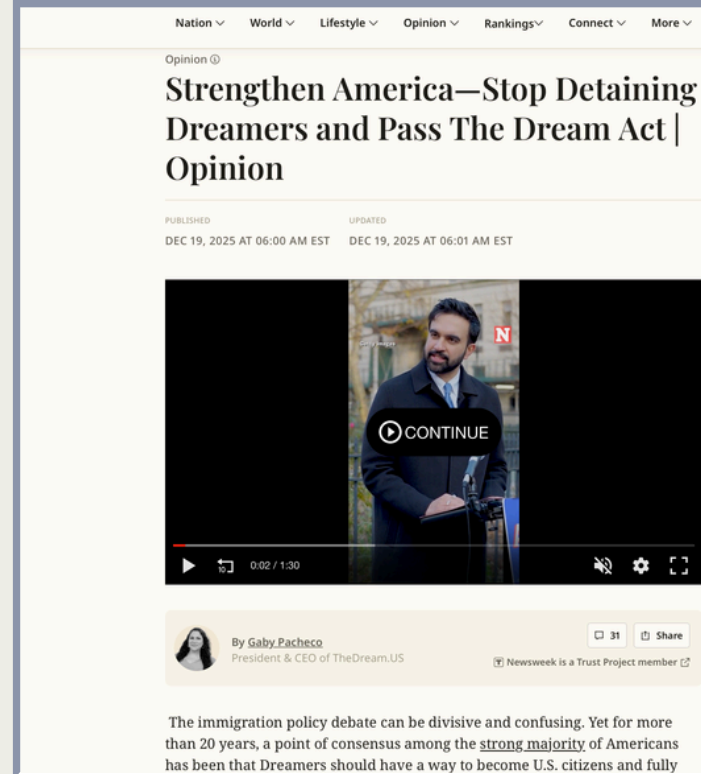 Nation World Lifestyle Opinion Rankings Connect More
Opinion
Strengthen America—Stop Detaining
Dreamers and Pass The Dream Act |
Opinion
PUBLISHED UPDATED
DEC 19, 2025 AT 06:00 AM EST DEC 19, 2025 AT 06:01 AM EST
Getty Images
N
CONTINUE
10
0:02 / 1:30
By Gaby Pacheco
President & CEO of TheDream.US
31 Share
Newsweek is a Trust Project member
The immigration policy debate can be divisive and confusing. Yet for more
than 20 years, a point of consensus among the strong majority of Americans
has been that Dreamers should have a way to become U.S. citizens and fully